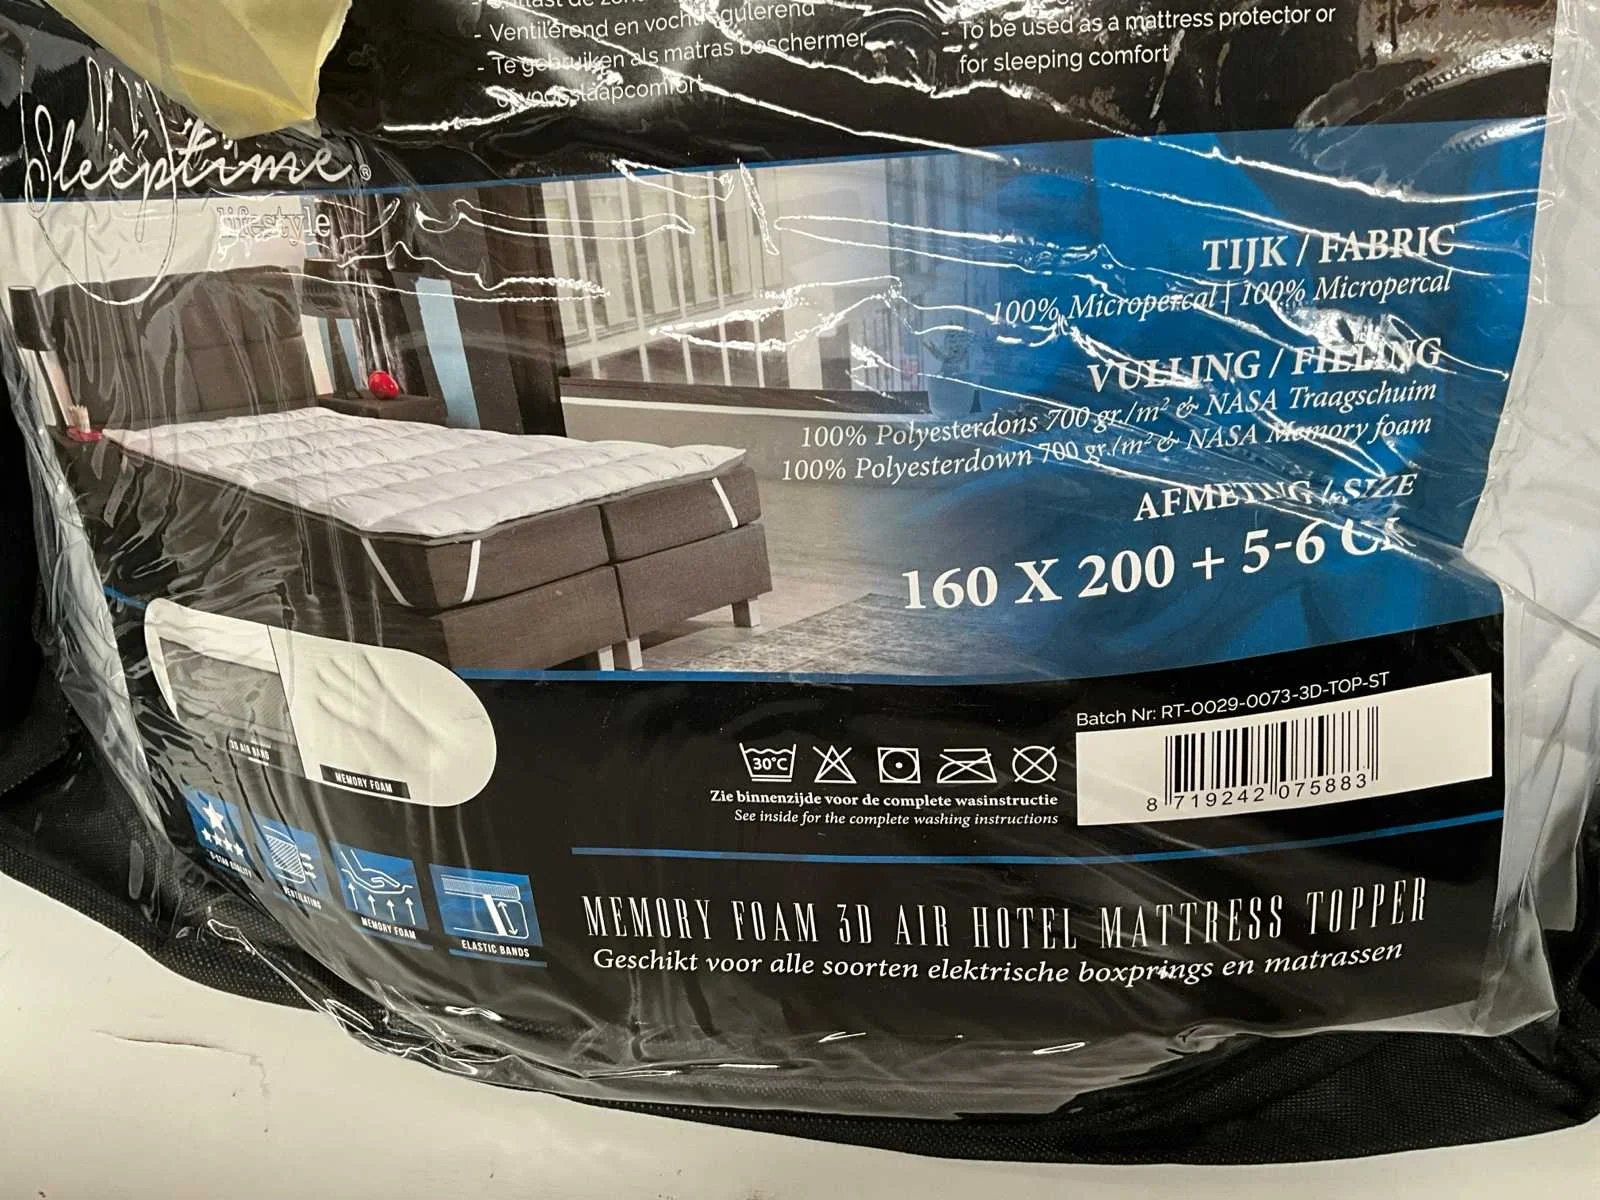 - Ventilerend en vochtregulerend
- Te gebruiken als matras beschermer
of voor slaapcomfort
- To be used as a mattress protector or
for sleeping comfort
Sleeptime®
lifestyle
TIJK / FABRIC
100% Micropercal | 100% Micropercal
VULLING / FILLING
100% Polyesterdons 700 gr./m² & NASA Traagschuim
100% Polyesterdown 700 gr./m² & NASA Memory foam
AFMETING / SIZE
160 X 200 + 5-6 CM
3D AIR BAND
MEMORY FOAM
Batch Nr: RT-0029-0073-3D-TOP-ST
8 719242 075883
30°C
Zie binnenzijde voor de complete wasinstructie
See inside for the complete washing instructions
5-STAR QUALITY
VENTILATING
MEMORY FOAM
ELASTIC BANDS
MEMORY FOAM 3D AIR HOTEL MATTRESS TOPPER
Geschikt voor alle soorten elektrische boxprings en matrassen